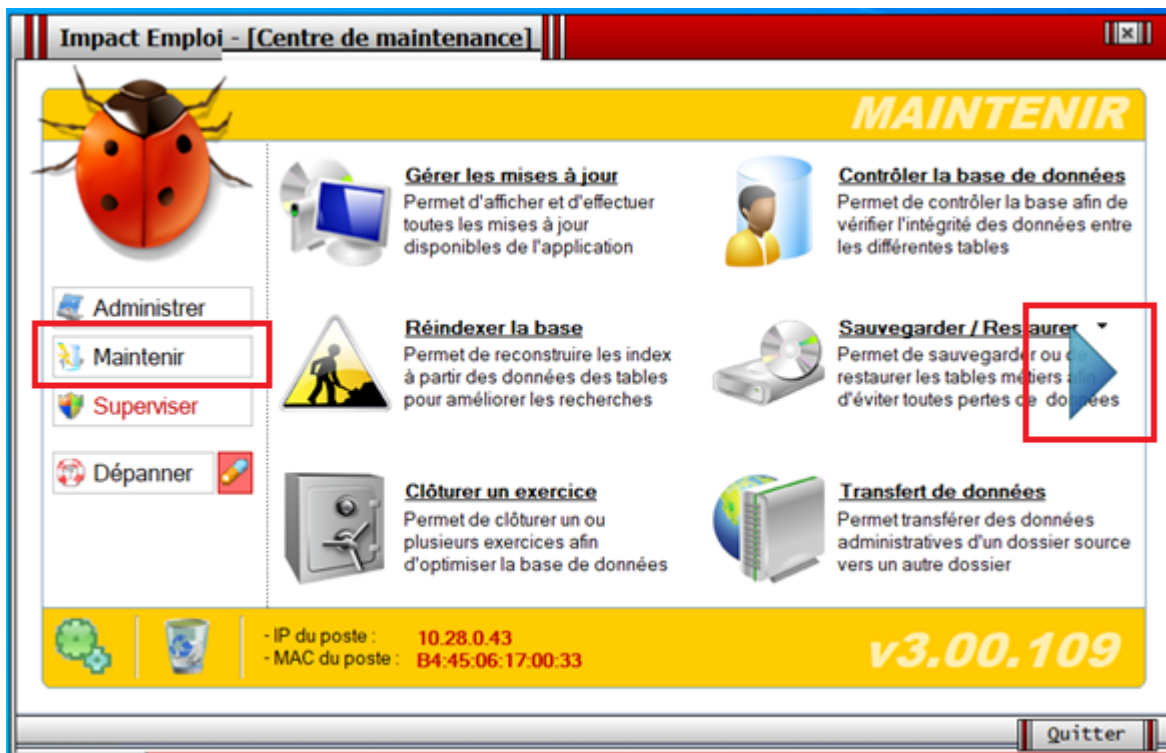 Impact Emploi - [Centre de maintenance]
MAINTENIR
Gérer les mises à jour
Permet d'afficher et d'effectuer
toutes les mises à jour
disponibles de l'application
Contrôler la base de données
Permet de contrôler la base afin de
vérifier l'intégrité des données entre
les différentes tables
Administrer
Maintenir
Superviser
Dépanner
Réindexer la base
Permet de reconstruire les index
à partir des données des tables
pour améliorer les recherches
Sauvegarder / Restaurer
Permet de sauvegarder ou de
restaurer les tables métiers afin
d'éviter toutes pertes de données
Clôturer un exercice
Permet de clôturer un ou
plusieurs exercices afin
d'optimiser la base de données
Transfert de données
Permet transférer des données
administratives d'un dossier source
vers un autre dossier
- IP du poste : 10.28.0.43
- MAC du poste : B4:45:06:17:00:33
v3.00.109
Quitter